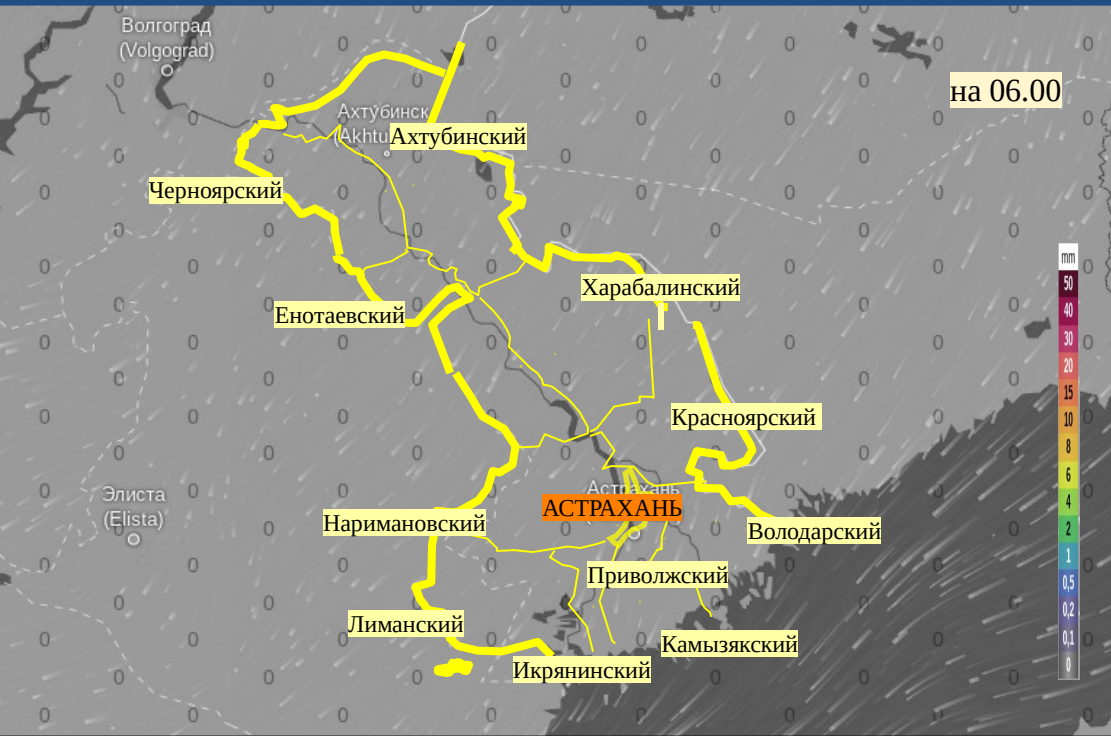 Волгоград
(Volgograd)
на 06.00
Ахтубинск
(Akhtu
Ахтубинский
Черноярский
Харабалинский
Енотаевский
Красноярский
Элиста
(Elista)
Астрахань
АСТРАХАНЬ
Наримановский
Володарский
Приволжский
Лиманский
Камызякский
Икрянинский
mm
50
40
30
20
15
10
8
6
4
2
1
0,5
0,2
0,1
0